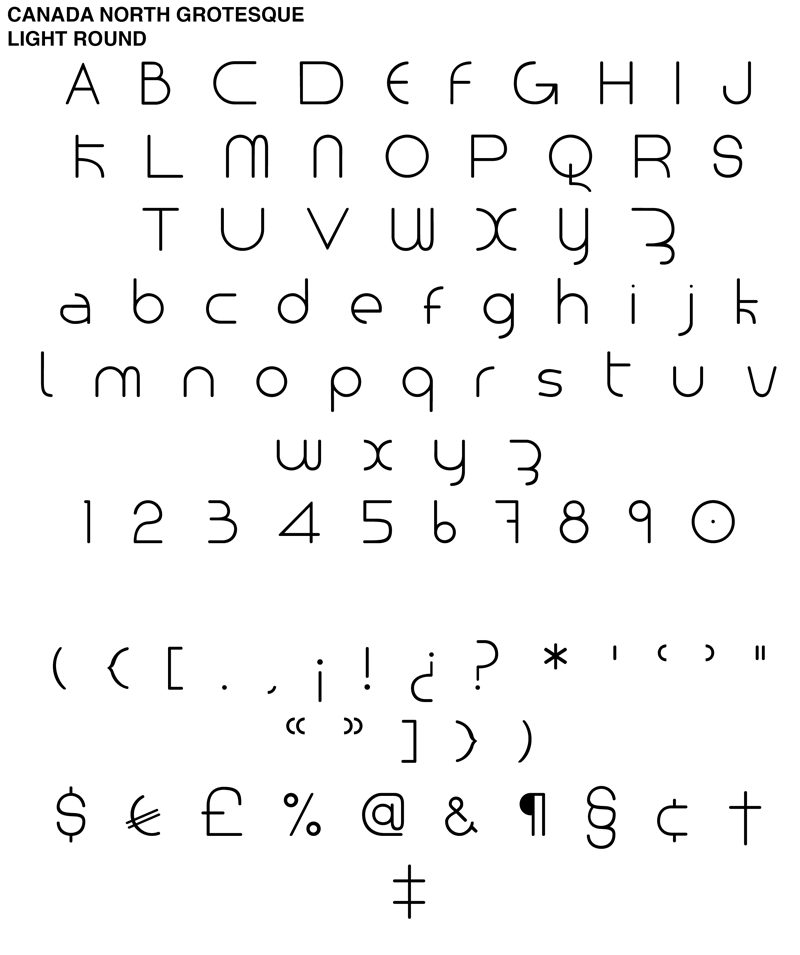 CANADA NORTH GROTESQUE
LIGHT ROUND
A B C D E F G H I J
K L M N O P Q R S
T U V W X Y Z
a b c d e f g h i j k
l m n o p q r s t u v
w x y z
1 2 3 4 5 6 7 8 9 0
( { [ . , ¡ ! ¿ ? * ' ‘ ’ "
“ ” ] } )
$ € £ % @ & ¶ § ¢ †
‡